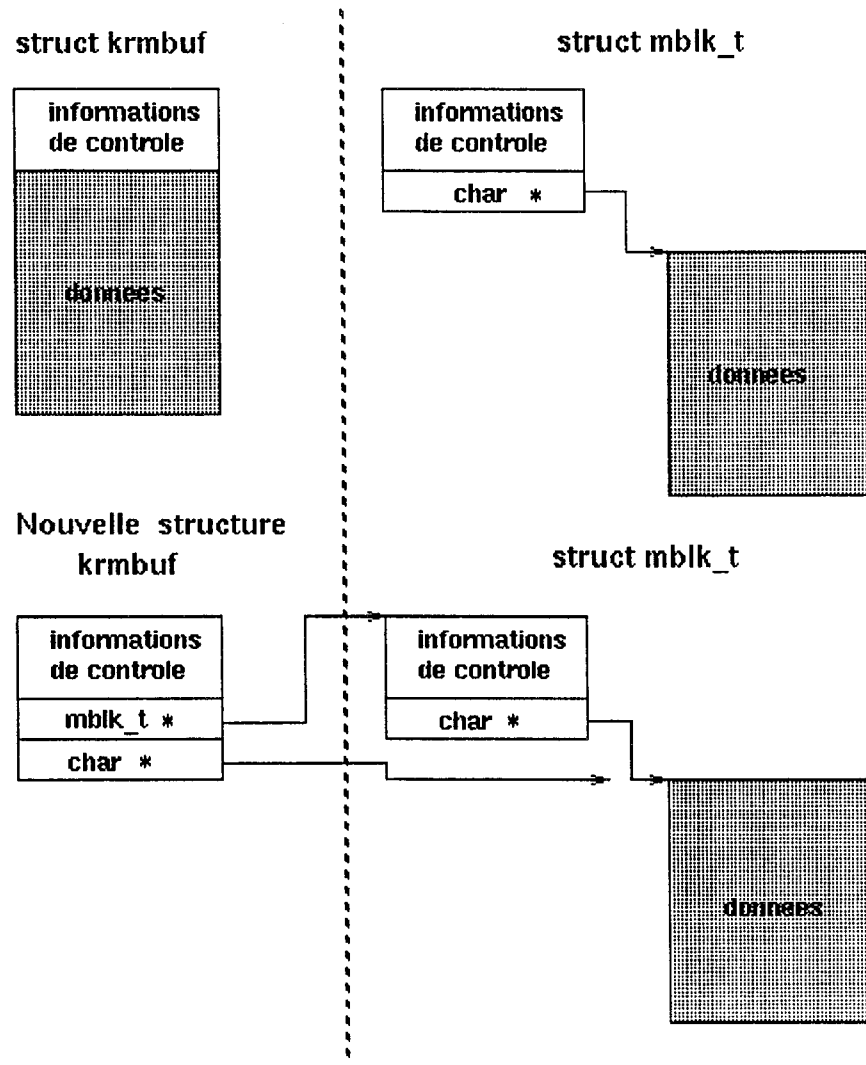 struct krmbuf
informations
de controle
donnees
struct mblk_t
informations
de controle
char *
donnees
Nouvelle structure
krmbuf
informations
de controle
mblk_t *
char *
struct mblk_t
informations
de controle
char *
donnees